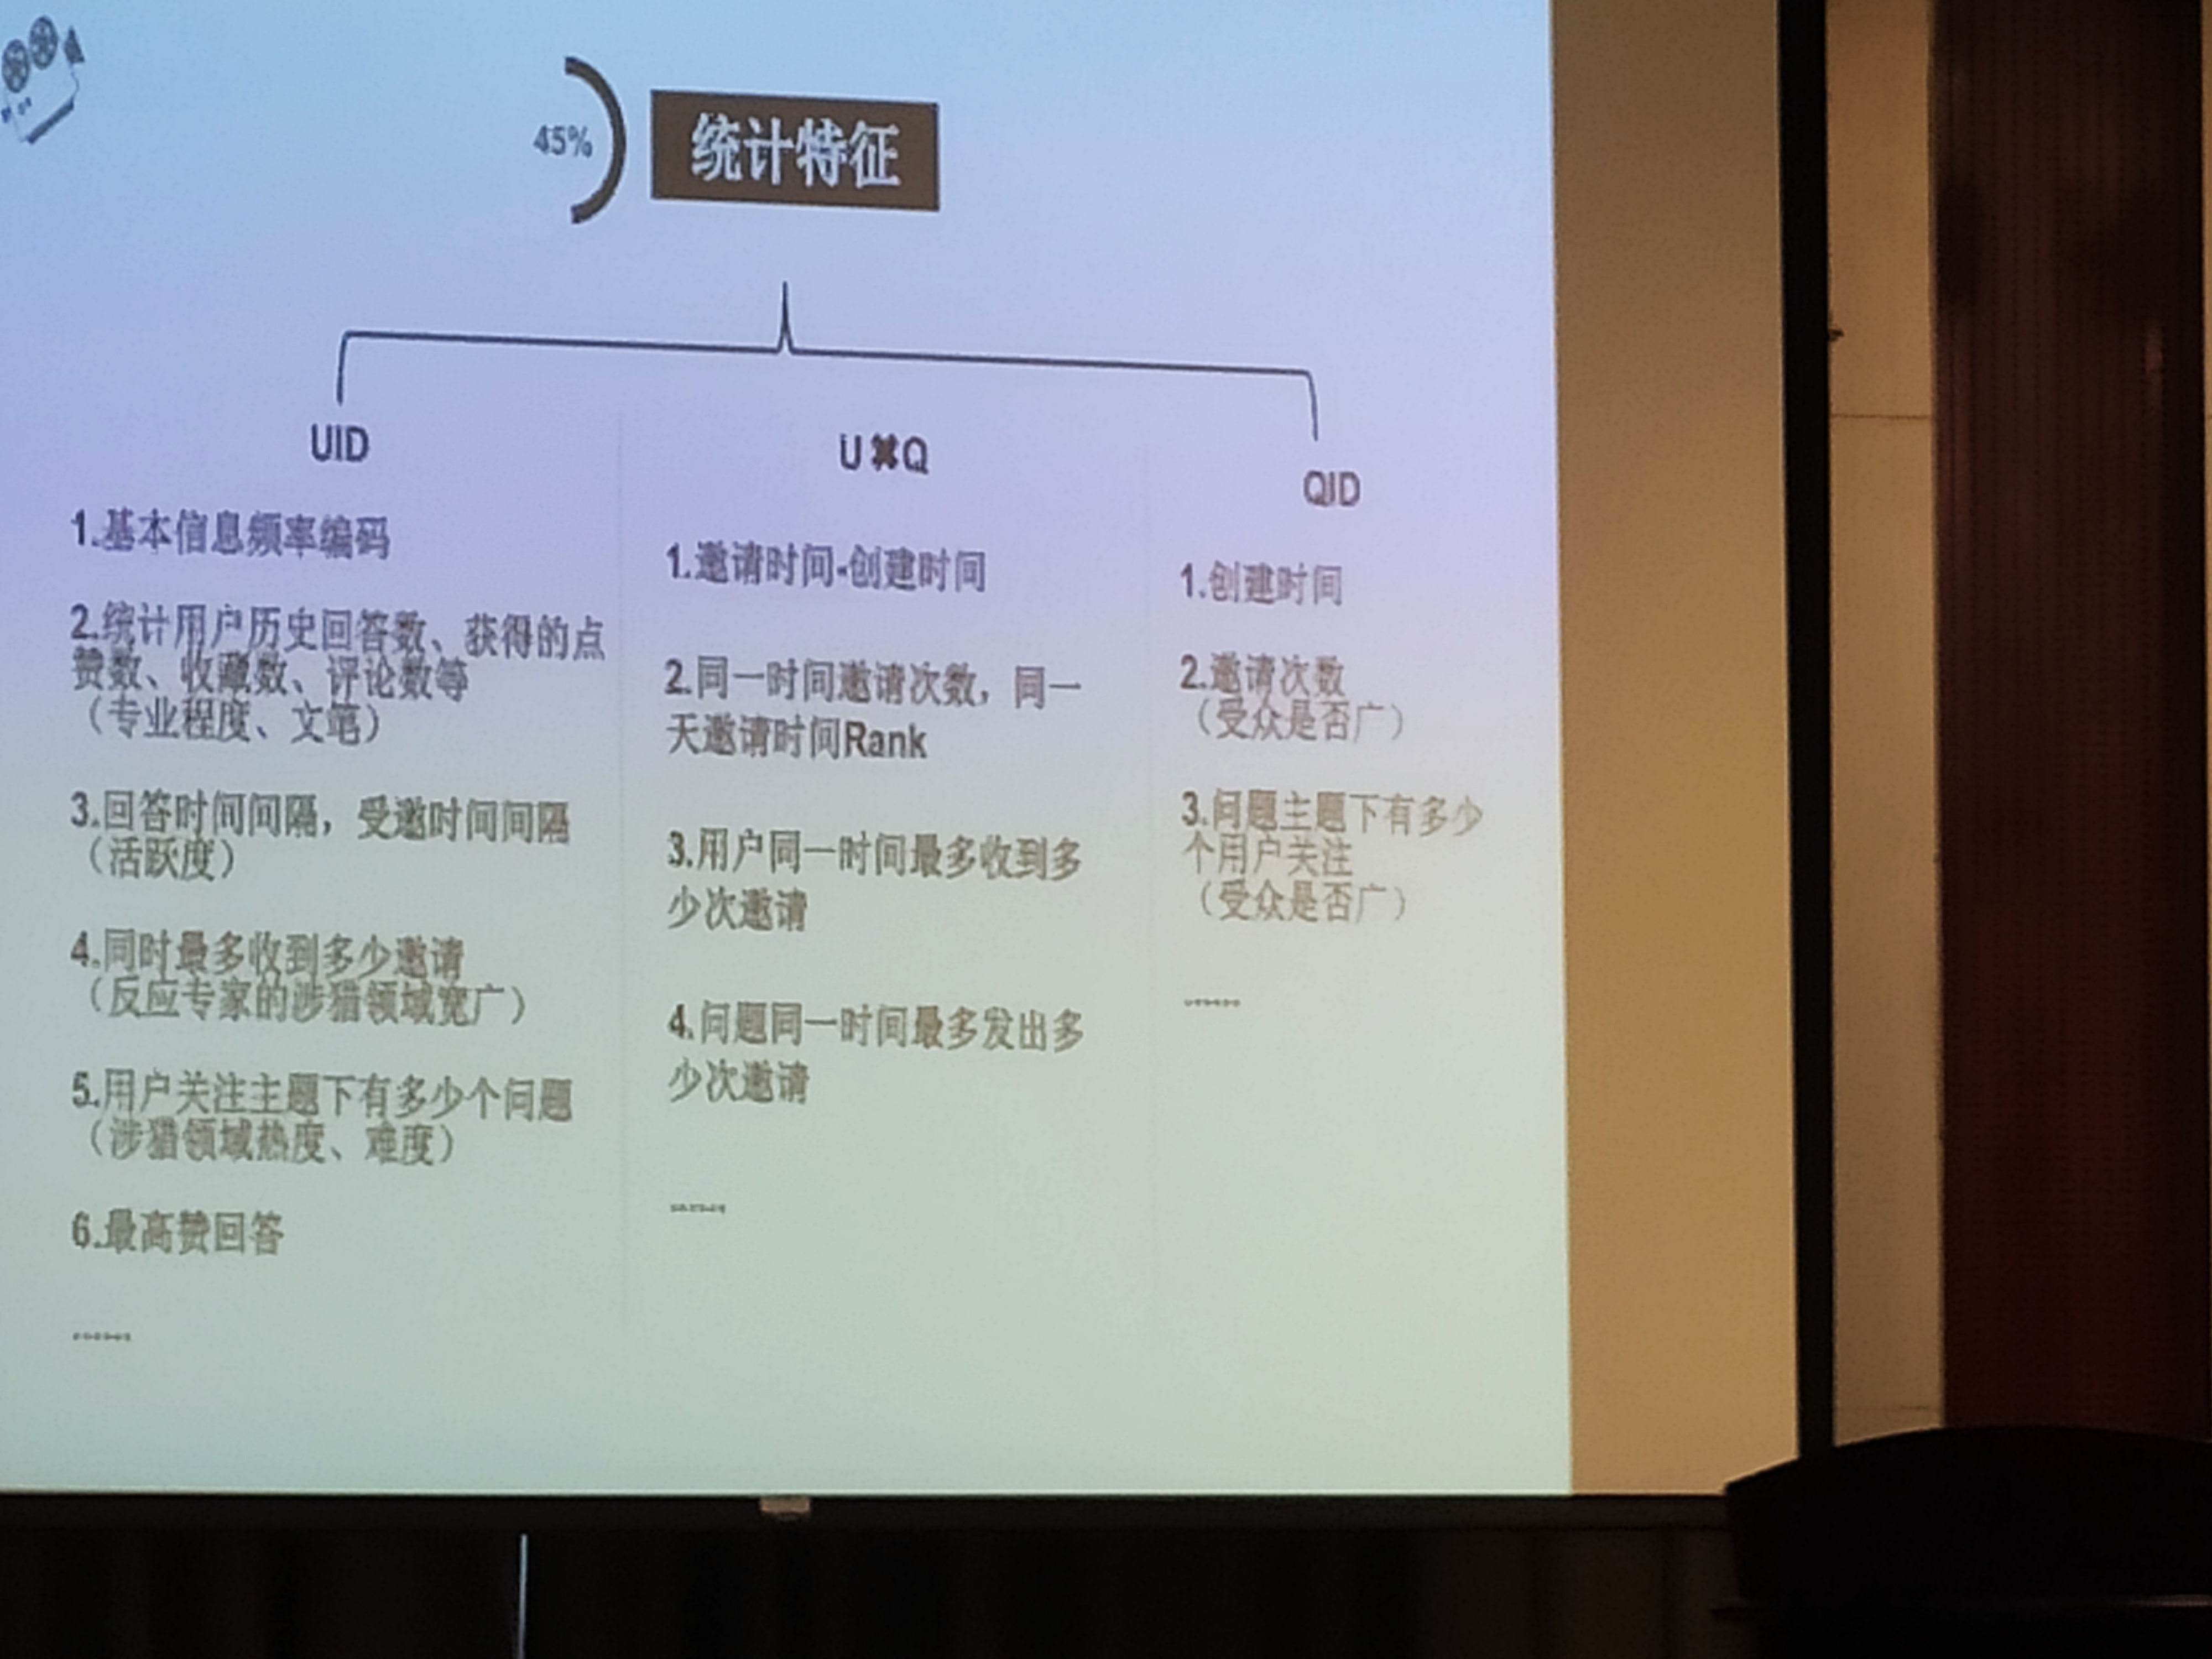 45%
统计特征
UID
1.基本信息频率编码
2.统计用户历史回答数、获得的点
赞数、收藏数、评论数等
（专业程度、文笔）
3.回答时间间隔，受邀时间间隔
（活跃度）
4.同时最多收到多少邀请
（反应专家的涉猎领域宽广）
5.用户关注主题下有多少个问题
（涉猎领域热度、难度）
6.最高赞回答
......
U✖Q
1.邀请时间-创建时间
2.同一时间邀请次数，同一
天邀请时间Rank
3.用户同一时间最多收到多
少次邀请
4.问题同一时间最多发出多
少次邀请
......
QID
1.创建时间
2.邀请次数
（受众是否广）
3.问题主题下有多少
个用户关注
（受众是否广）
......